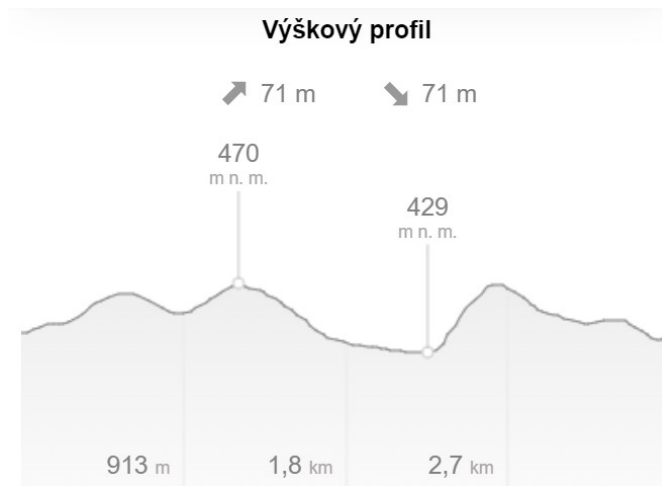 Výškový profil
71 m 71 m
470
m n. m.
429
m n. m.
913 m 1,8 km 2,7 km